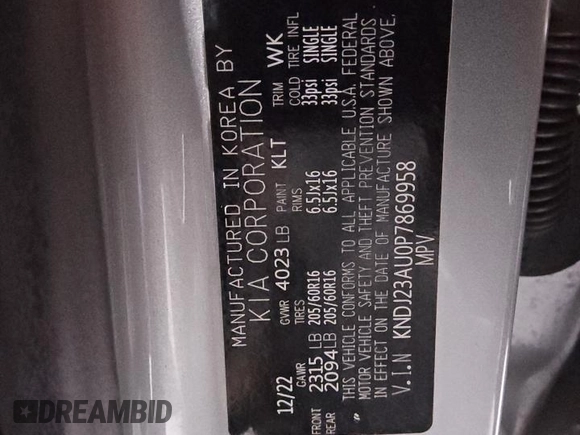 MANUFACTURED IN KOREA BY
KIA CORPORATION
12/22 GVWR 4023 LB PAINT KLT TRIM WK
GAWR TIRES RIMS COLD TIRE INFL
FRONT 2315 LB 205/60R16 6.5Jx16 33psi SINGLE
REAR 2094LB 205/60R16 6.5Jx16 33psi SINGLE
" THIS VEHICLE CONFORMS TO ALL APPLICABLE U.S.A. FEDERAL
MOTOR VEHICLE SAFETY AND THEFT PREVENTION STANDARDS
IN EFFECT ON THE DATE OF MANUFACTURE SHOWN ABOVE.
V.I.N KNDJ23AU0P7869958
MPV
DREAMBID